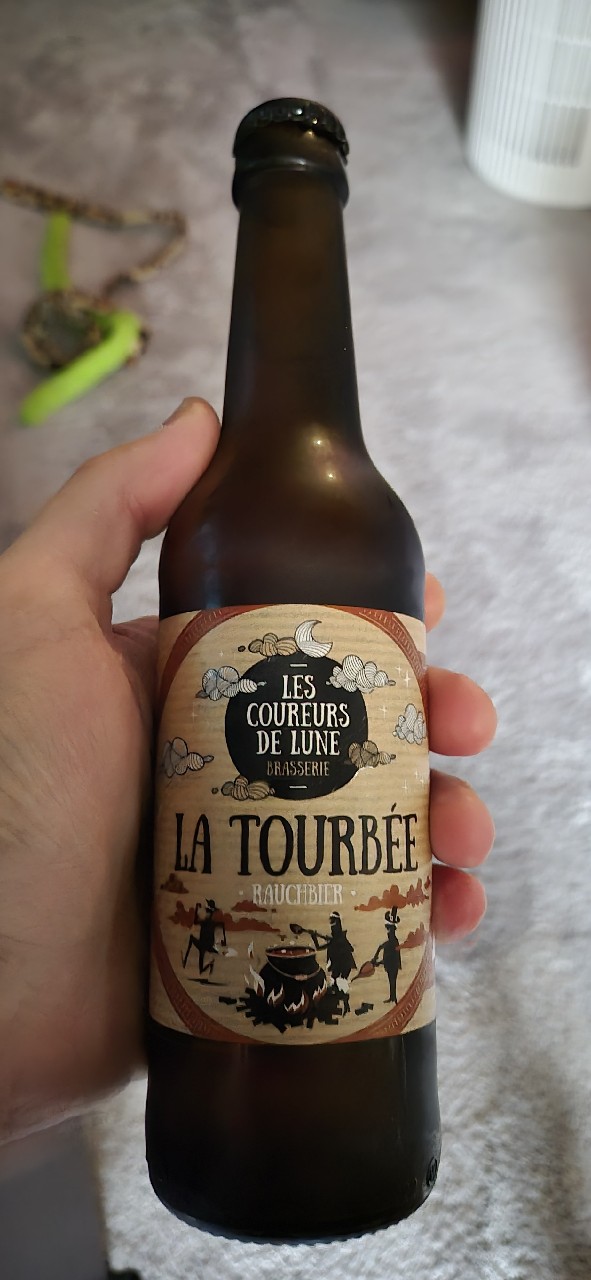 LES
COUREURS
DE LUNE
BRASSERIE
LA TOURBÉE
· RAUCHBIER ·